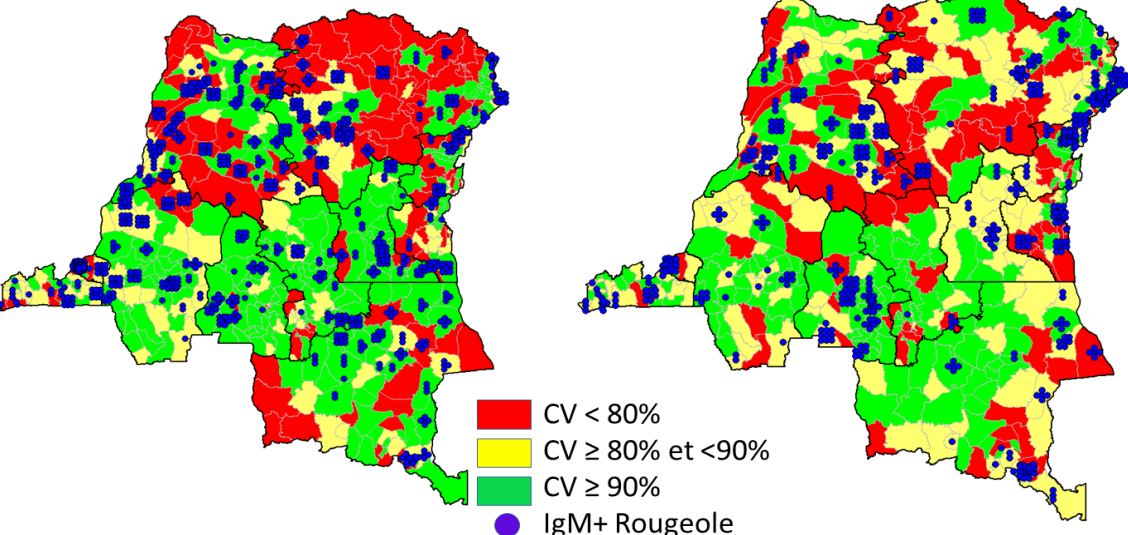 CV < 80%
CV ≥ 80% et <90%
CV ≥ 90%
IgM+ Rougeole